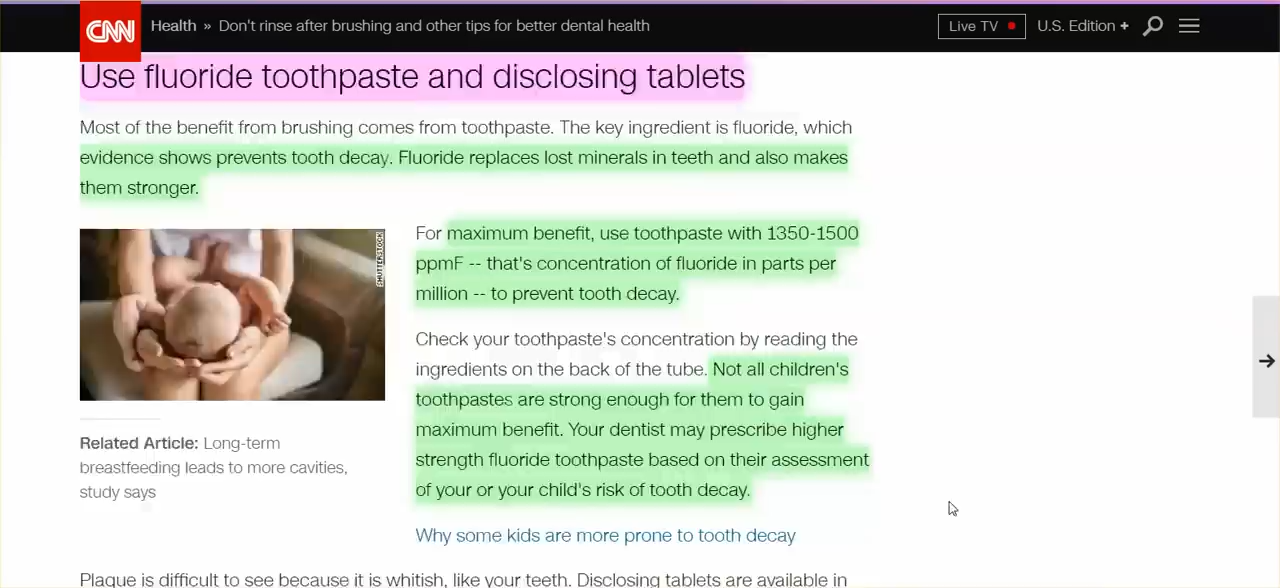 CNN Health » Don't rinse after brushing and other tips for better dental health Live TV U.S. Edition +
Use fluoride toothpaste and disclosing tablets
Most of the benefit from brushing comes from toothpaste. The key ingredient is fluoride, which
evidence shows prevents tooth decay. Fluoride replaces lost minerals in teeth and also makes
them stronger.
SHUTTERSTOCK
Related Article: Long-term
breastfeeding leads to more cavities,
study says
For maximum benefit, use toothpaste with 1350-1500
ppmF -- that's concentration of fluoride in parts per
million -- to prevent tooth decay.
Check your toothpaste's concentration by reading the
ingredients on the back of the tube. Not all children's
toothpastes are strong enough for them to gain
maximum benefit. Your dentist may prescribe higher
strength fluoride toothpaste based on their assessment
of your or your child's risk of tooth decay.
Why some kids are more prone to tooth decay
Plaque is difficult to see because it is whitish, like your teeth. Disclosing tablets are available in